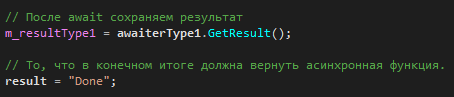 // После await сохраняем результат
m_resultType1 = awaiterType1.GetResult();
// То, что в конечном итоге должна вернуть асинхронная функция.
result = "Done";